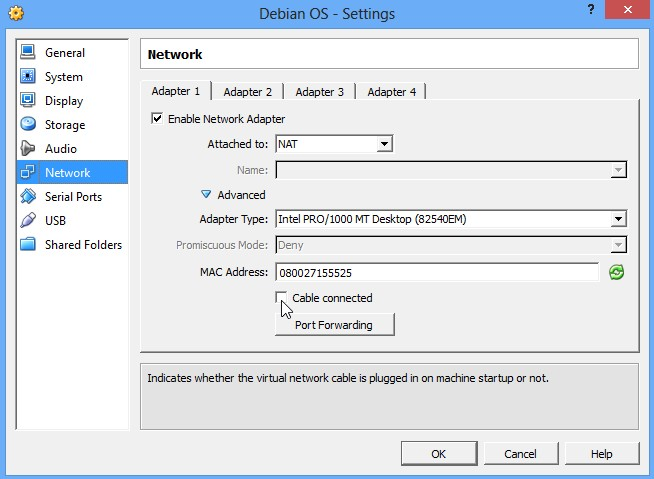 Debian OS - Settings
?
General
System
Display
Storage
Audio
Network
Serial Ports
USB
Shared Folders
Network
Adapter 1 Adapter 2 Adapter 3 Adapter 4
Enable Network Adapter
Attached to: NAT
Name:
Advanced
Adapter Type: Intel PRO/1000 MT Desktop (82540EM)
Promiscuous Mode: Deny
MAC Address: 080027155525
Cable connected
Port Forwarding
Indicates whether the virtual network cable is plugged in on machine startup or not.
OK Cancel Help